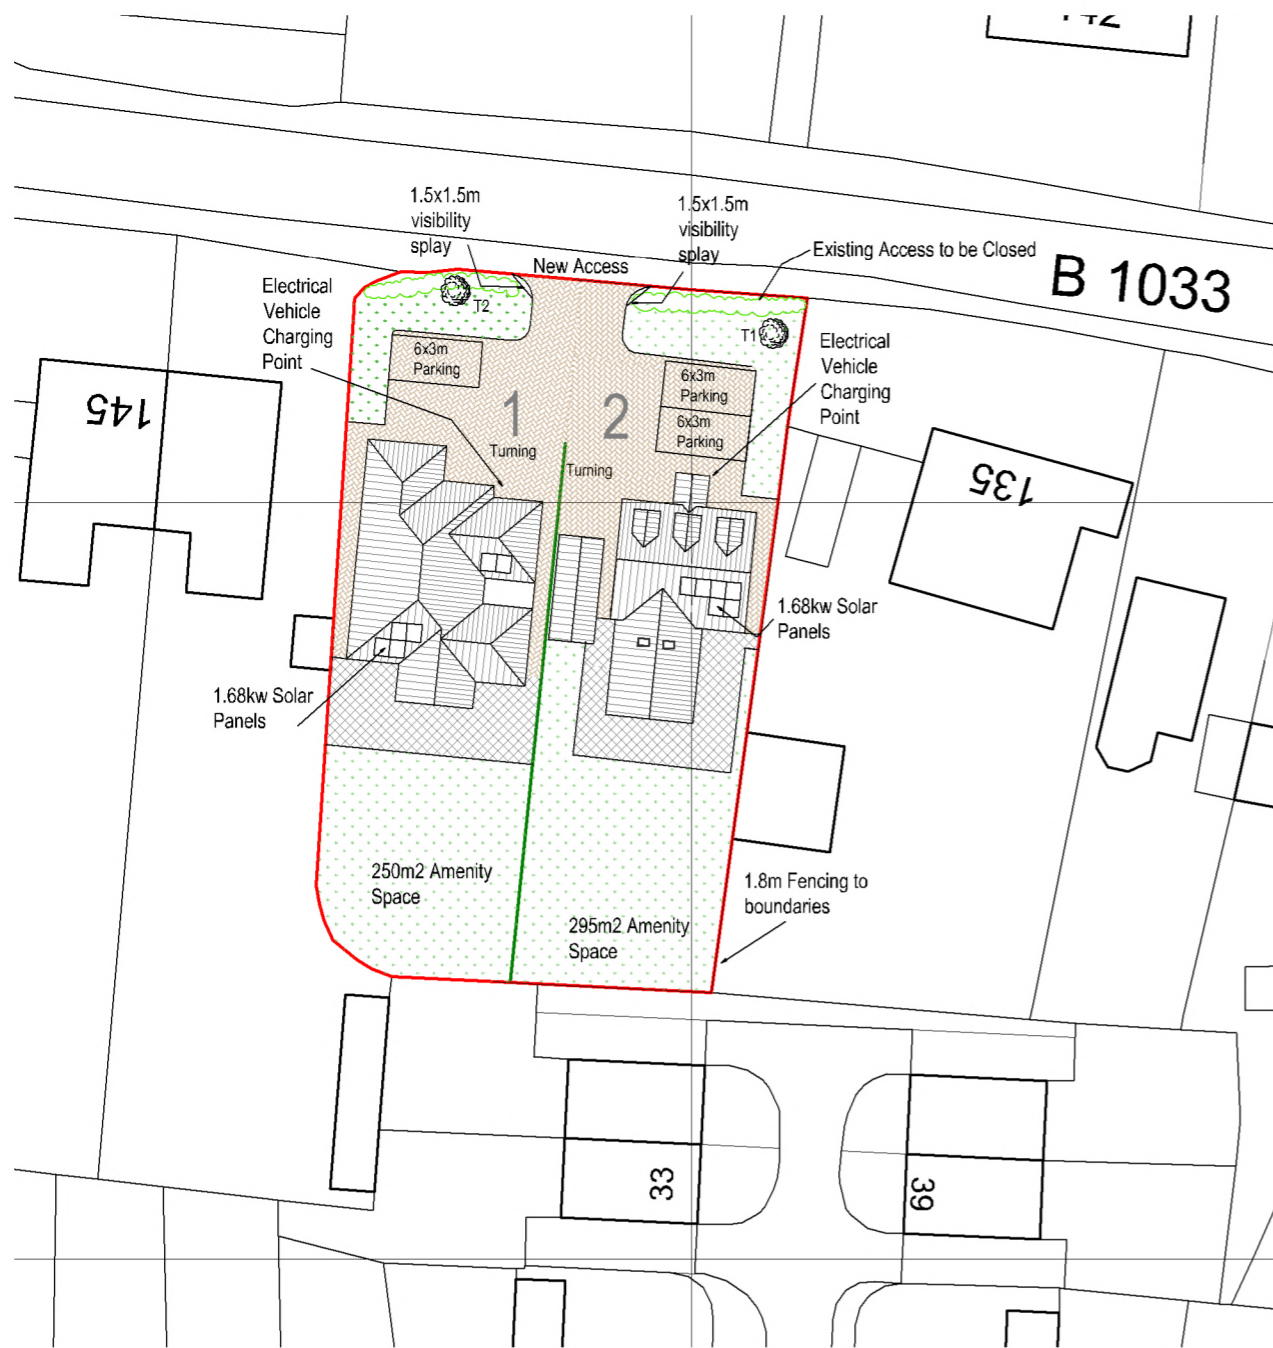 142
1.5x1.5m
visibility
splay
1.5x1.5m
visibility
splay
Existing Access to be Closed
New Access
B 1033
Electrical
Vehicle
Charging
Point
T2
T1
Electrical
Vehicle
Charging
Point
6x3m
Parking
6x3m
Parking
6x3m
Parking
145
1
2
Turning
Turning
135
1.68kw Solar
Panels
1.68kw Solar
Panels
250m2 Amenity
Space
295m2 Amenity
Space
1.8m Fencing to
boundaries
33
39